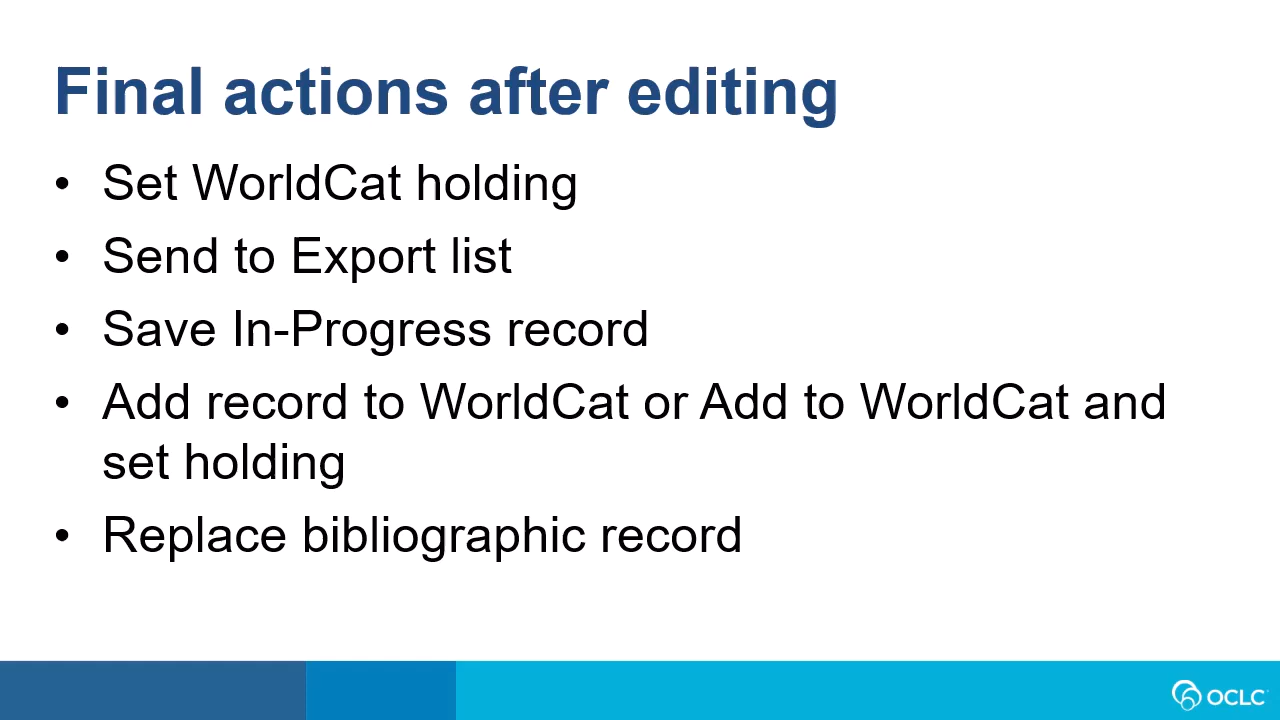 Final actions after editing
• Set WorldCat holding
• Send to Export list
• Save In-Progress record
• Add record to WorldCat or Add to WorldCat and
set holding
• Replace bibliographic record
OCLC